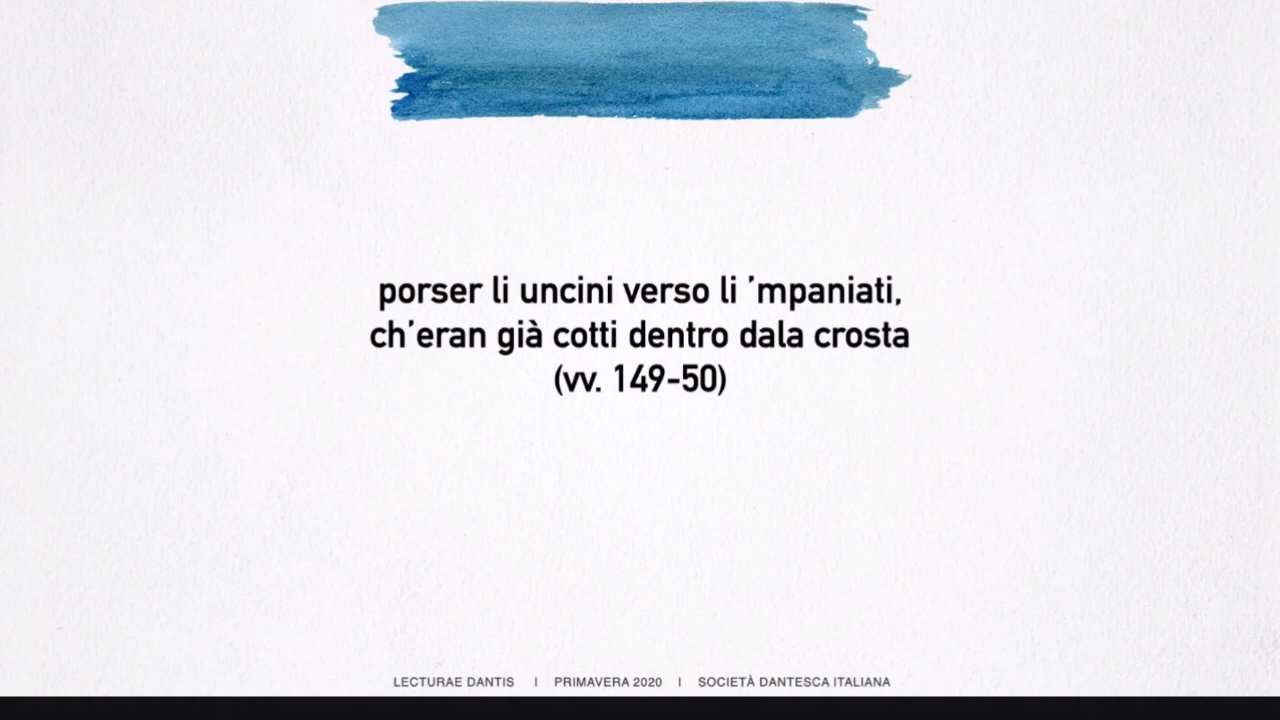 porser li uncini verso li ’mpaniati,
ch’eran già cotti dentro dala crosta
(vv. 149-50)
LECTURAE DANTIS | PRIMAVERA 2020 | SOCIETÀ DANTESCA ITALIANA